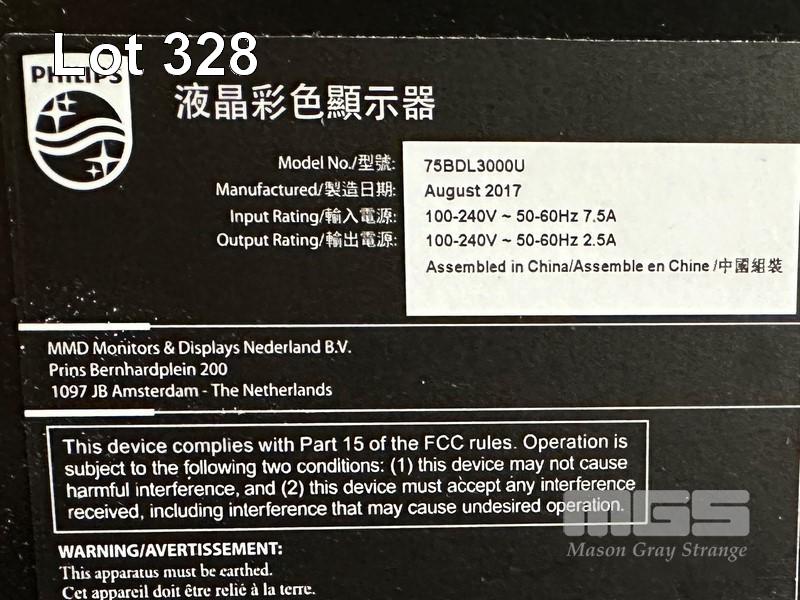 Lot 328
PHILIPS
液晶彩色顯示器
Model No./型號: 75BDL3000U
Manufactured/製造日期: August 2017
Input Rating/輸入電源: 100-240V ~ 50-60Hz 7.5A
Output Rating/輸出電源: 100-240V ~ 50-60Hz 2.5A
Assembled in China/Assemble en Chine /中國組裝
MMD Monitors & Displays Nederland B.V.
Prins Bernhardplein 200
1097 JB Amsterdam - The Netherlands
This device complies with Part 15 of the FCC rules. Operation is
subject to the following two conditions: (1) this device may not cause
harmful interference, and (2) this device must accept any interference
received, including interference that may cause undesired operation.
MGS
Mason Gray Strange
WARNING/AVERTISSEMENT:
This apparatus must be earthed.
Cet appareil doit être relié à la terre.